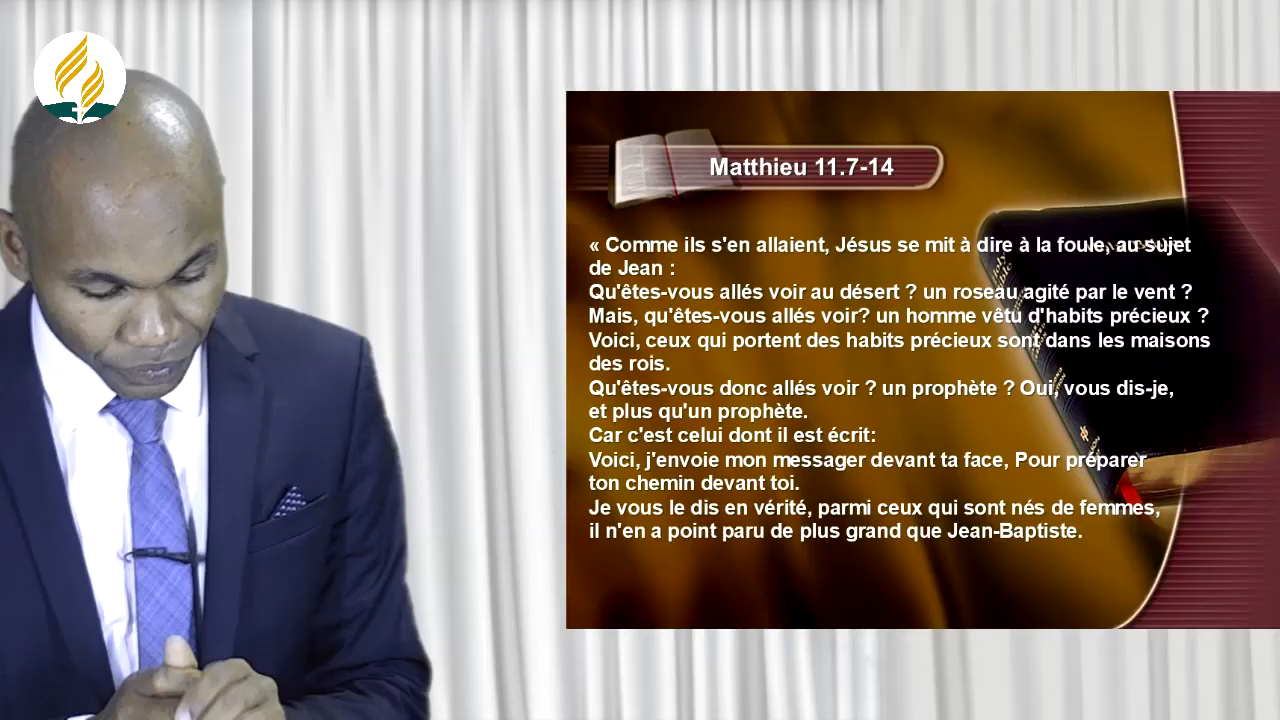 Matthieu 11.7-14
« Comme ils s'en allaient, Jésus se mit à dire à la foule, au sujet
de Jean :
Qu'êtes-vous allés voir au désert ? un roseau agité par le vent ?
Mais, qu'êtes-vous allés voir? un homme vêtu d'habits précieux ?
Voici, ceux qui portent des habits précieux sont dans les maisons
des rois.
Qu'êtes-vous donc allés voir ? un prophète ? Oui, vous dis-je,
et plus qu'un prophète.
Car c'est celui dont il est écrit:
Voici, j'envoie mon messager devant ta face, Pour préparer
ton chemin devant toi.
Je vous le dis en vérité, parmi ceux qui sont nés de femmes,
il n'en a point paru de plus grand que Jean-Baptiste.